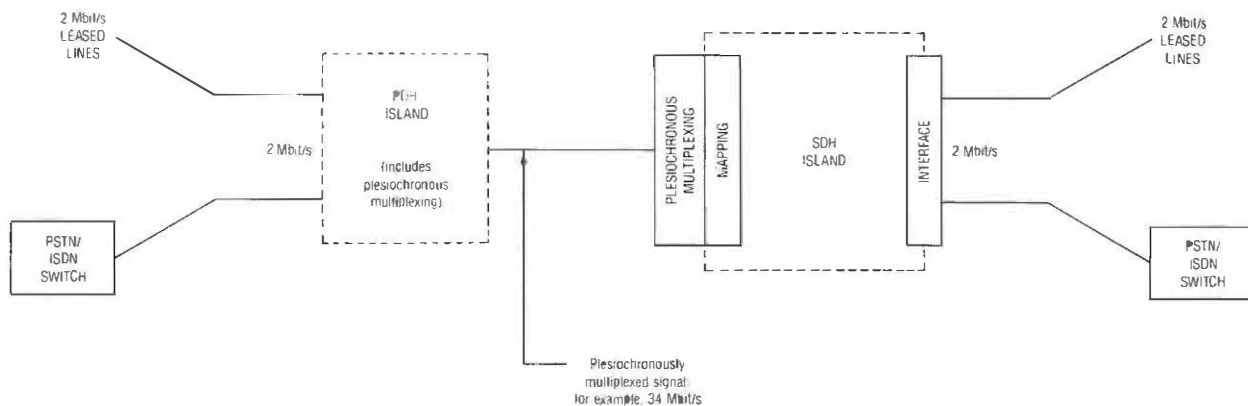 2 Mbit/s
LEASED
LINES
PDH
ISLAND
2 Mbit/s
(includes
plesiochronous
multiplexing)
PSTN/
ISDN
SWITCH
PLESIOCHRONOUS
MULTIPLEXING
MAPPING
SDH
ISLAND
INTERFACE
2 Mbit/s
2 Mbit/s
LEASED
LINES
PSTN/
ISDN
SWITCH
Plesiochronously
multiplexed signal:
for example, 34 Mbit/s